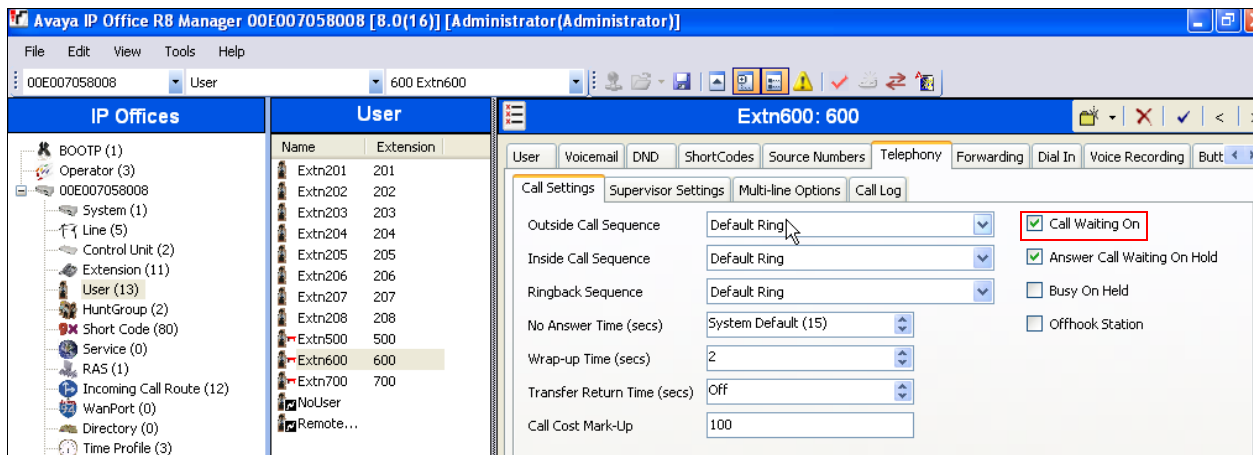 Avaya IP Office R8 Manager 00E007058008 [8.0(16)] [Administrator(Administrator)]
File Edit View Tools Help
00E007058008 User 600 Extn600
IP Offices
BOOTP (1)
Operator (3)
00E007058008
System (1)
Line (5)
Control Unit (2)
Extension (11)
User (13)
HuntGroup (2)
Short Code (80)
Service (0)
RAS (1)
Incoming Call Route (12)
WanPort (0)
Directory (0)
Time Profile (3)
User
Name Extension
Extn201 201
Extn202 202
Extn203 203
Extn204 204
Extn205 205
Extn206 206
Extn207 207
Extn208 208
Extn500 500
Extn600 600
Extn700 700
NoUser
Remote...
Extn600: 600
User Voicemail DND ShortCodes Source Numbers Telephony Forwarding Dial In Voice Recording Butt
Call Settings Supervisor Settings Multi-line Options Call Log
Outside Call Sequence Default Ring Call Waiting On
Inside Call Sequence Default Ring Answer Call Waiting On Hold
Ringback Sequence Default Ring Busy On Held
No Answer Time (secs) System Default (15) Offhook Station
Wrap-up Time (secs) 2
Transfer Return Time (secs) Off
Call Cost Mark-Up 100